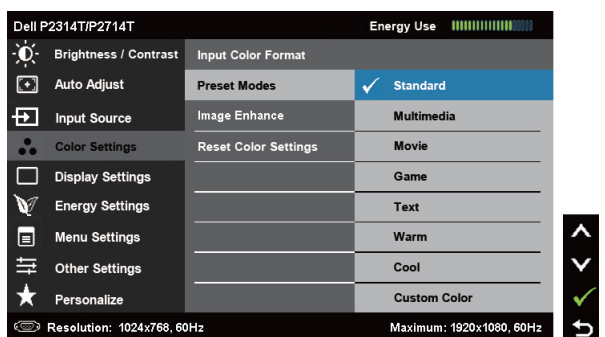 Dell P2314T/P2714T
Energy Use
Brightness / Contrast
Auto Adjust
Input Source
Color Settings
Display Settings
Energy Settings
Menu Settings
Other Settings
Personalize
Input Color Format
Preset Modes
Image Enhance
Reset Color Settings
Standard
Multimedia
Movie
Game
Text
Warm
Cool
Custom Color
Resolution: 1024x768, 60Hz
Maximum: 1920x1080, 60Hz